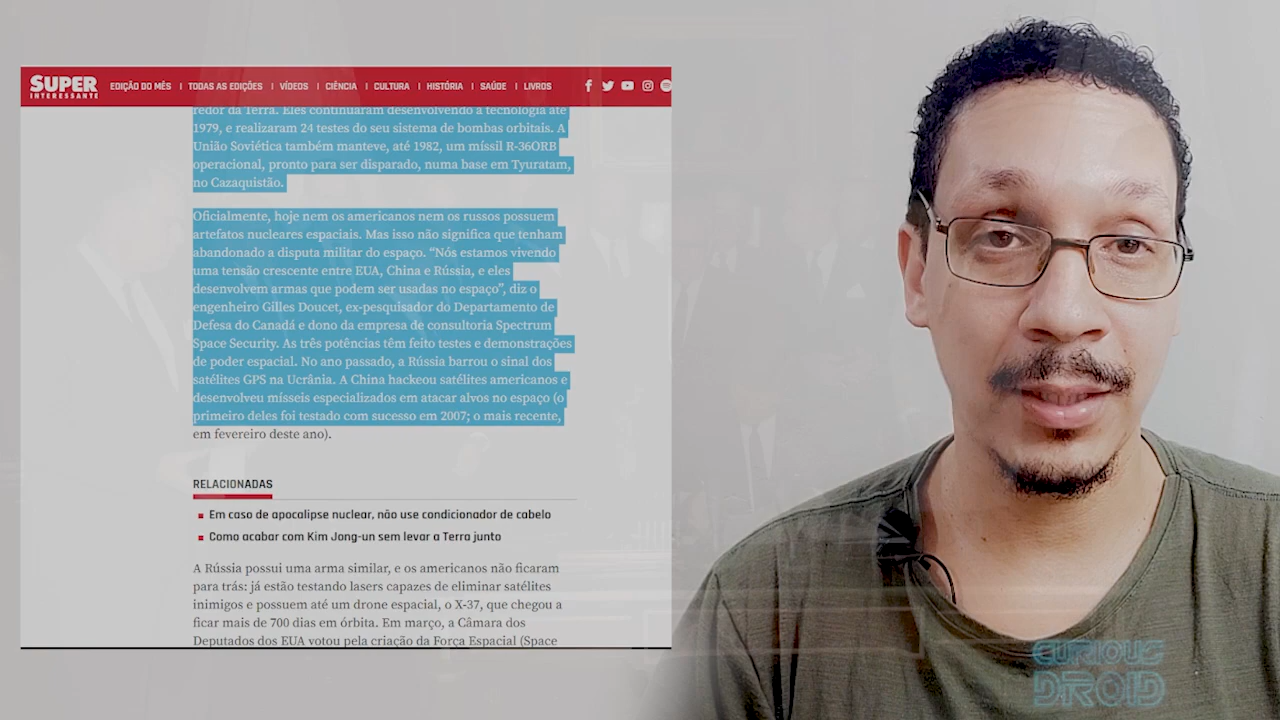 SUPER
INTERESSANTE
EDIÇÃO DO MÊS | TODAS AS EDIÇÕES | VÍDEOS | CIÊNCIA | CULTURA | HISTÓRIA | SAÚDE | LIVROS
redor da Terra. Eles continuaram desenvolvendo a tecnologia até
1979, e realizaram 24 testes do seu sistema de bombas orbitais. A
União Soviética também manteve, até 1982, um míssil R-36ORB
operacional, pronto para ser disparado, numa base em Tyuratam,
no Cazaquistão.
Oficialmente, hoje nem os americanos nem os russos possuem
artefatos nucleares espaciais. Mas isso não significa que tenham
abandonado a disputa militar do espaço. “Nós estamos vivendo
uma tensão crescente entre EUA, China e Rússia, e eles
desenvolvem armas que podem ser usadas no espaço”, diz o
engenheiro Gilles Doucet, ex-pesquisador do Departamento de
Defesa do Canadá e dono da empresa de consultoria Spectrum
Space Security. As três potências têm feito testes e demonstrações
de poder espacial. No ano passado, a Rússia barrou o sinal dos
satélites GPS na Ucrânia. A China hackeou satélites americanos e
desenvolveu mísseis especializados em atacar alvos no espaço (o
primeiro deles foi testado com sucesso em 2007; o mais recente,
em fevereiro deste ano).
RELACIONADAS
Em caso de apocalipse nuclear, não use condicionador de cabelo
Como acabar com Kim Jong-un sem levar a Terra junto
A Rússia possui uma arma similar, e os americanos não ficaram
para trás: já estão testando lasers capazes de eliminar satélites
inimigos e possuem até um drone espacial, o X-37, que chegou a
ficar mais de 700 dias em órbita. Em março, a Câmara dos
Deputados dos EUA votou pela criação da Força Espacial (Space
CURIOUS
DROID